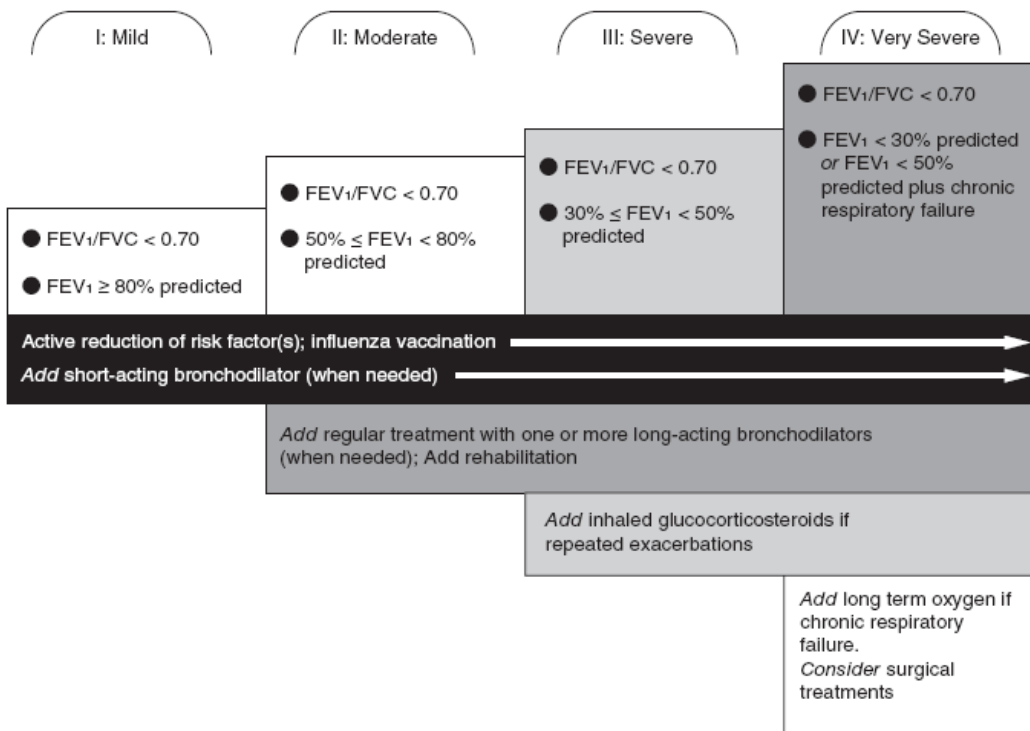 I: Mild
II: Moderate
III: Severe
IV: Very Severe
● FEV₁/FVC < 0.70
● FEV₁ ≥ 80% predicted
● FEV₁/FVC < 0.70
● 50% ≤ FEV₁ < 80%
predicted
● FEV₁/FVC < 0.70
● 30% ≤ FEV₁ < 50%
predicted
● FEV₁/FVC < 0.70
● FEV₁ < 30% predicted
or FEV₁ < 50%
predicted plus chronic
respiratory failure
Active reduction of risk factor(s); influenza vaccination
Add short-acting bronchodilator (when needed)
Add regular treatment with one or more long-acting bronchodilators
(when needed); Add rehabilitation
Add inhaled glucocorticosteroids if
repeated exacerbations
Add long term oxygen if
chronic respiratory
failure.
Consider surgical
treatments